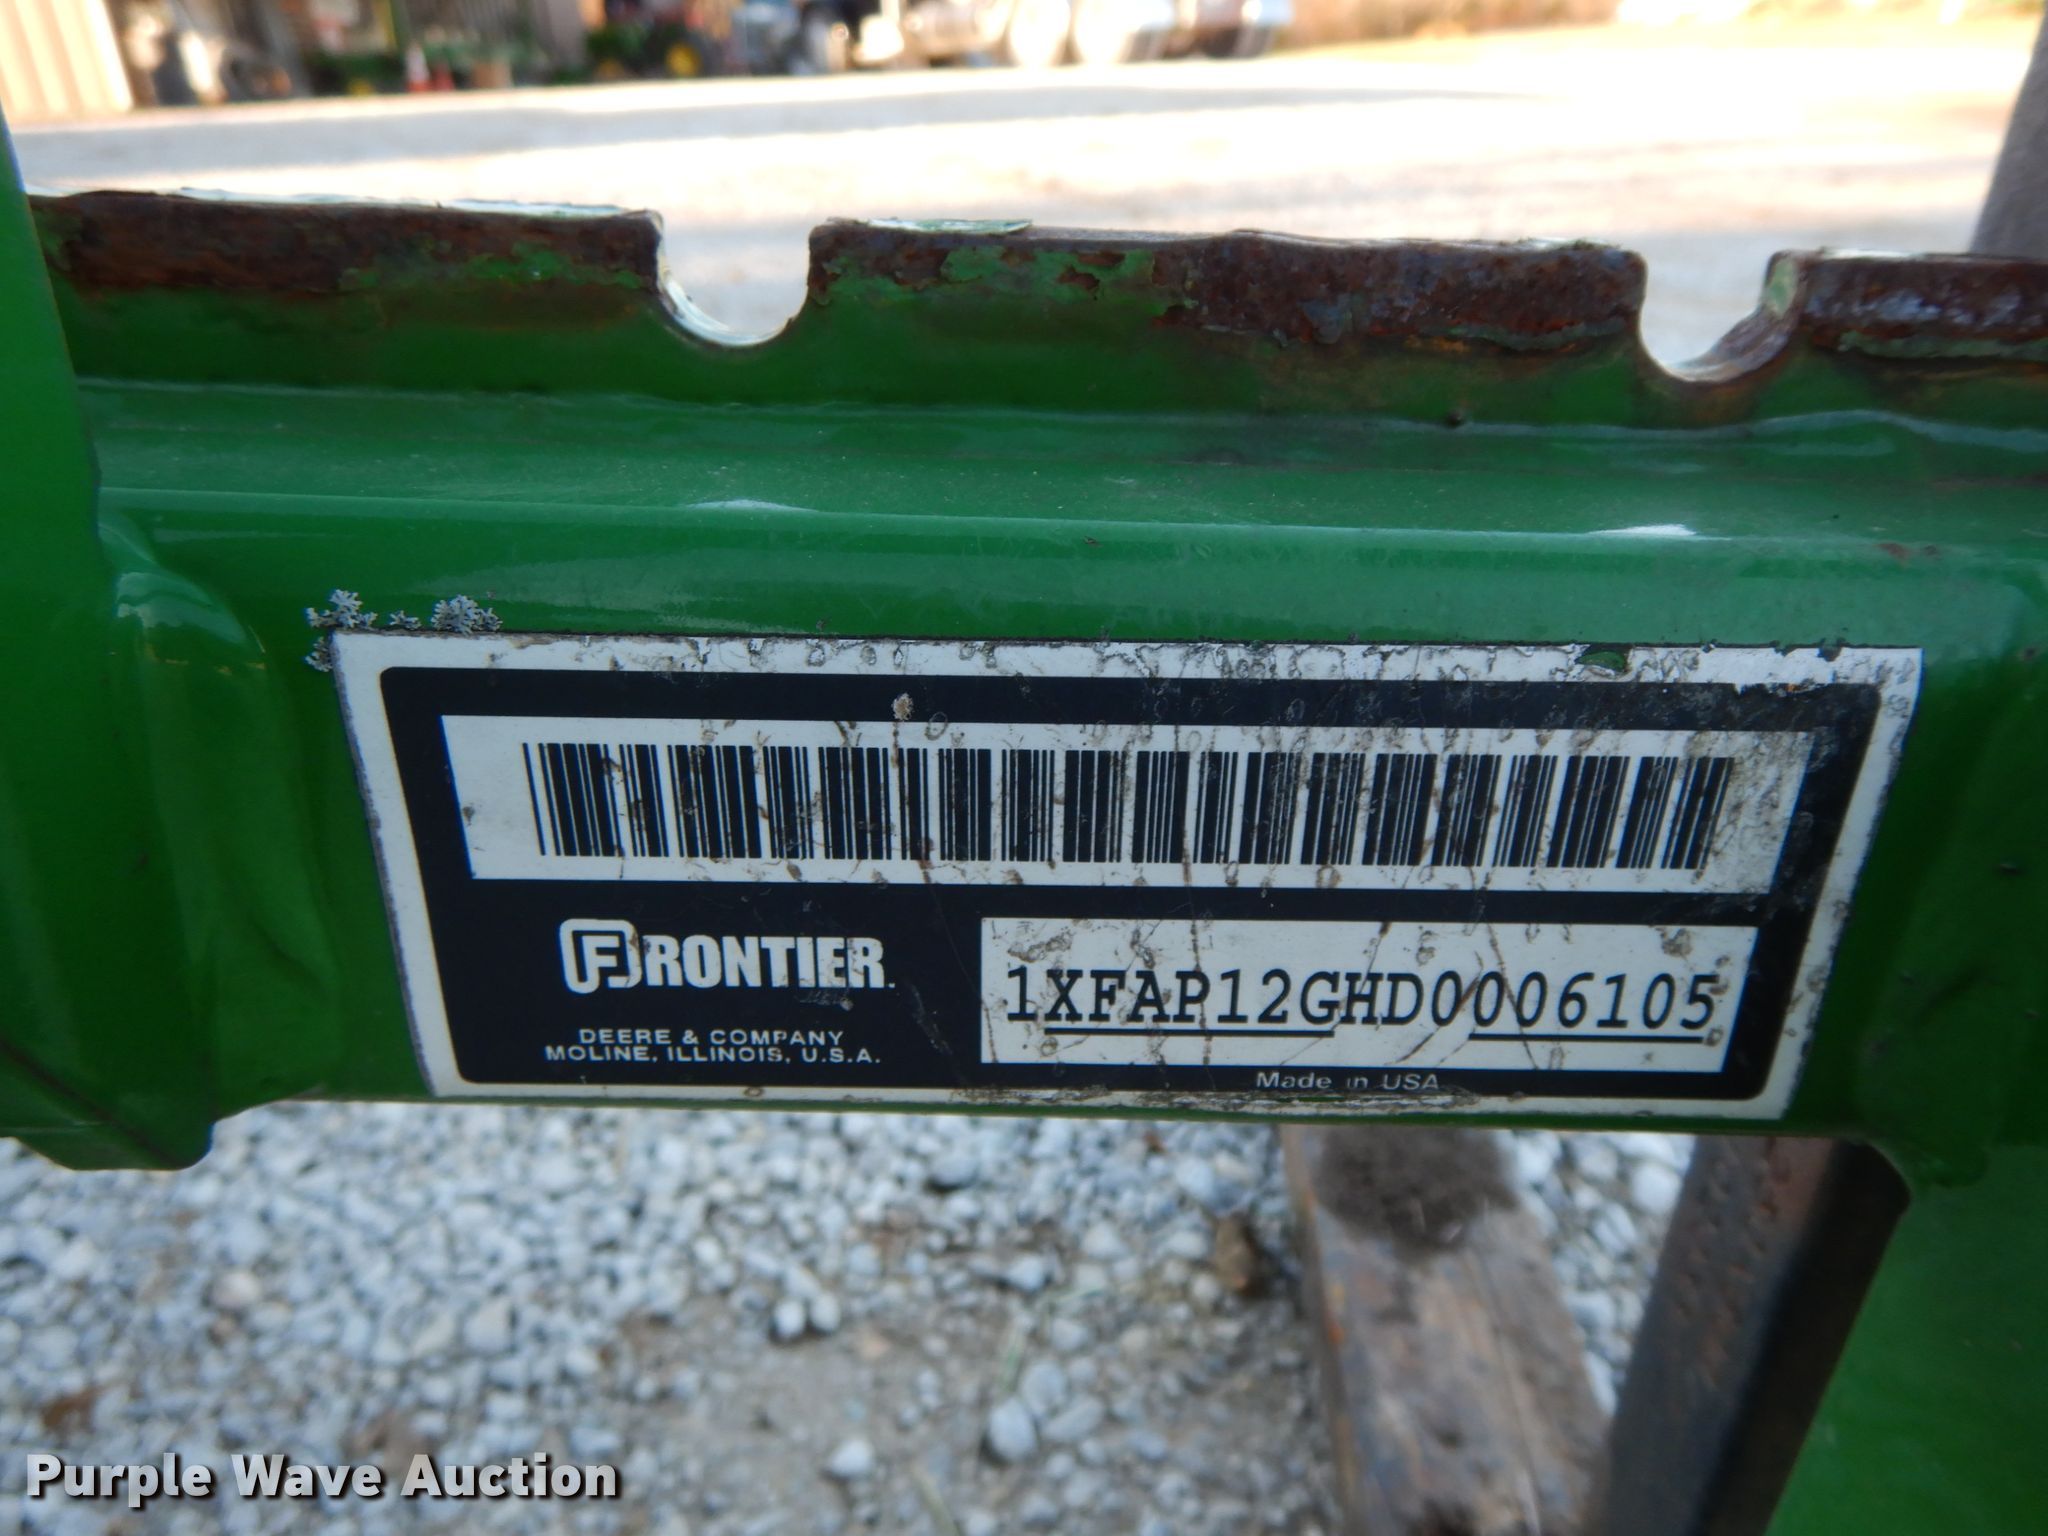 FRONTIER
DEERE & COMPANY
MOLINE, ILLINOIS, U.S.A.
1XFAP12GHD0006105
Made in USA
Purple Wave Auction